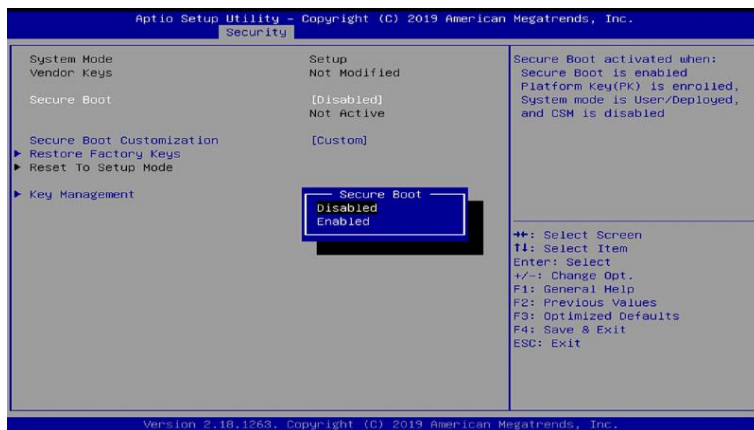 Aptio Setup Utility – Copyright (C) 2019 American Megatrends, Inc.
Security
System Mode Setup
Vendor Keys Not Modified
Secure Boot [Disabled]
Not Active
Secure Boot Customization [Custom]
Restore Factory Keys
Reset To Setup Mode
Key Management
Secure Boot
Disabled
Enabled
Secure Boot activated when:
Secure Boot is enabled
Platform Key(PK) is enrolled,
System mode is User/Deployed,
and CSM is disabled
→←: Select Screen
↑↓: Select Item
Enter: Select
+/-: Change Opt.
F1: General Help
F2: Previous Values
F3: Optimized Defaults
F4: Save & Exit
ESC: Exit
Version 2.18.1263. Copyright (C) 2019 American Megatrends, Inc.